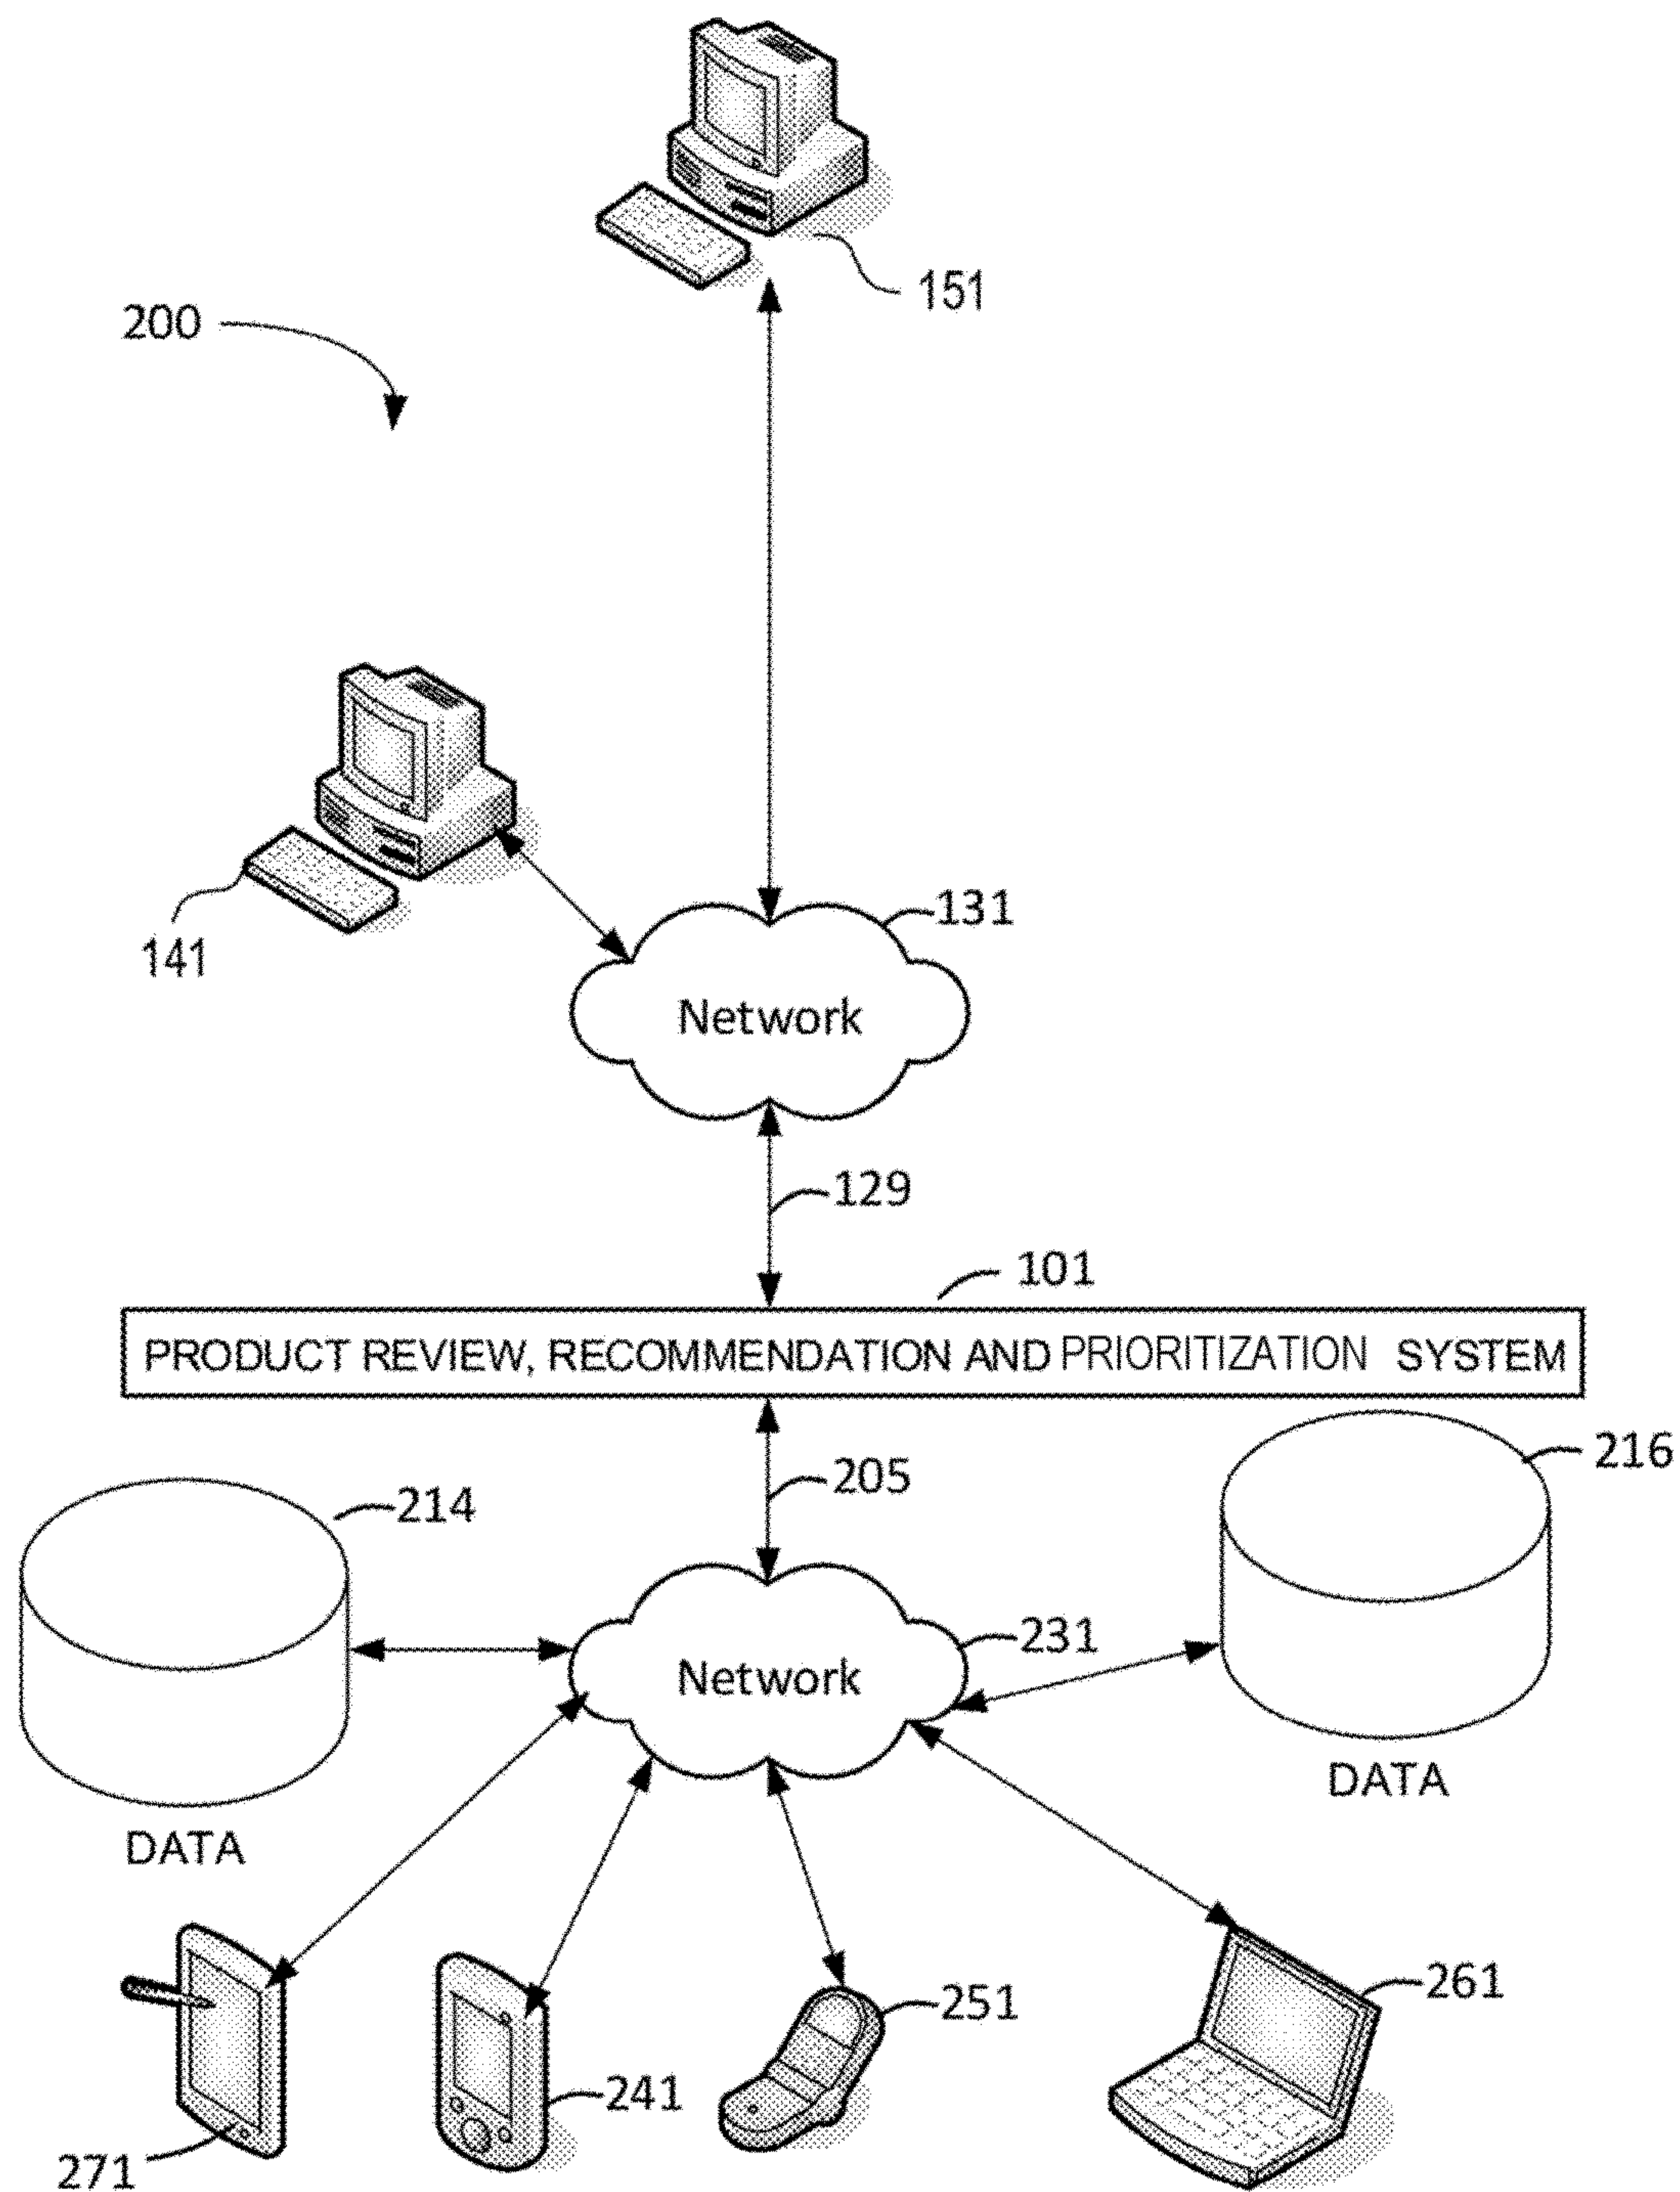 151
200
131
141
Network
129
101
PRODUCT REVIEW, RECOMMENDATION AND PRIORITIZATION SYSTEM
216
205
214
231
Network
DATA
DATA
261
251
241
271